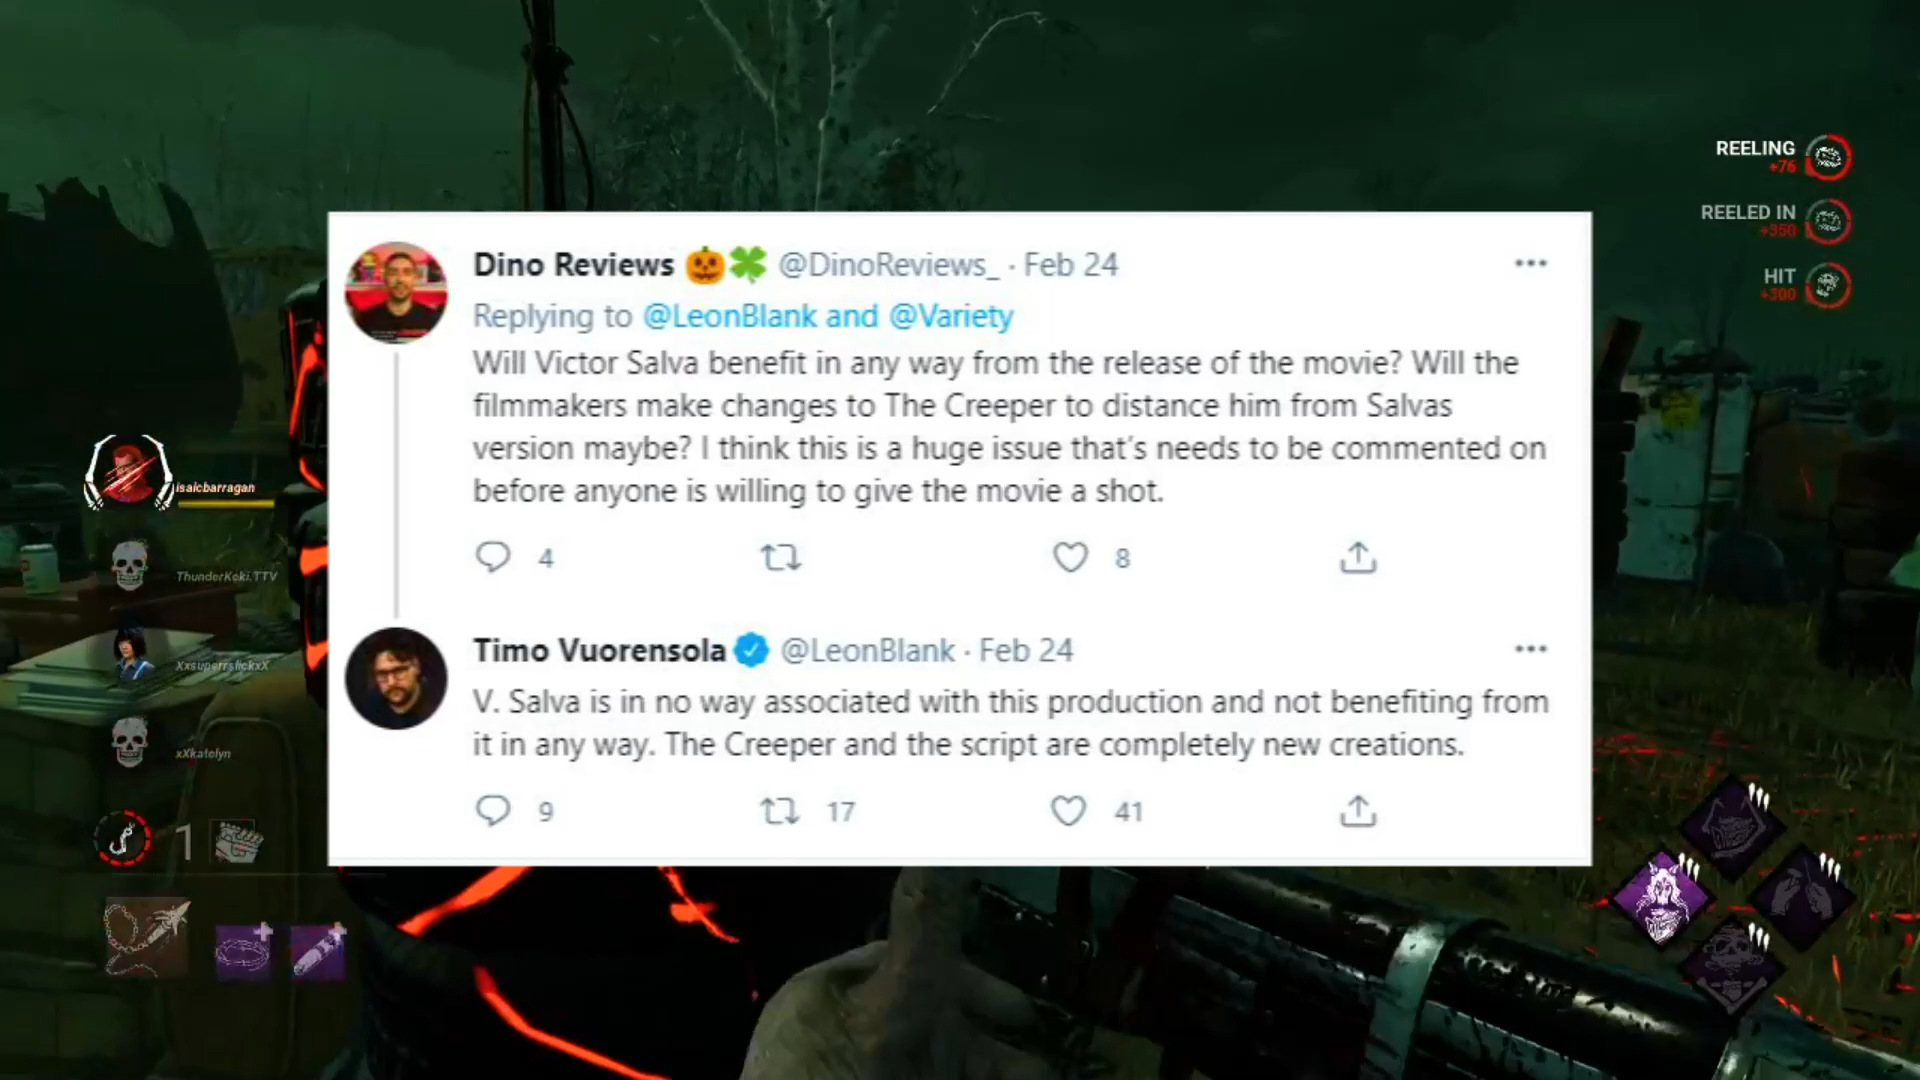 REELING
+76
REELED IN
+350
HIT
+300
Dino Reviews 🎃🍀 @DinoReviews_ · Feb 24
Replying to @LeonBlank and @Variety
Will Victor Salva benefit in any way from the release of the movie? Will the
filmmakers make changes to The Creeper to distance him from Salvas
version maybe? I think this is a huge issue that's needs to be commented on
before anyone is willing to give the movie a shot.
4
8
Timo Vuorensola @LeonBlank · Feb 24
V. Salva is in no way associated with this production and not benefiting from
it in any way. The Creeper and the script are completely new creations.
9
17
41
isaicbarragan
ThunderKeki.TTV
XxsuperrslickxX
xXkatelyn
1